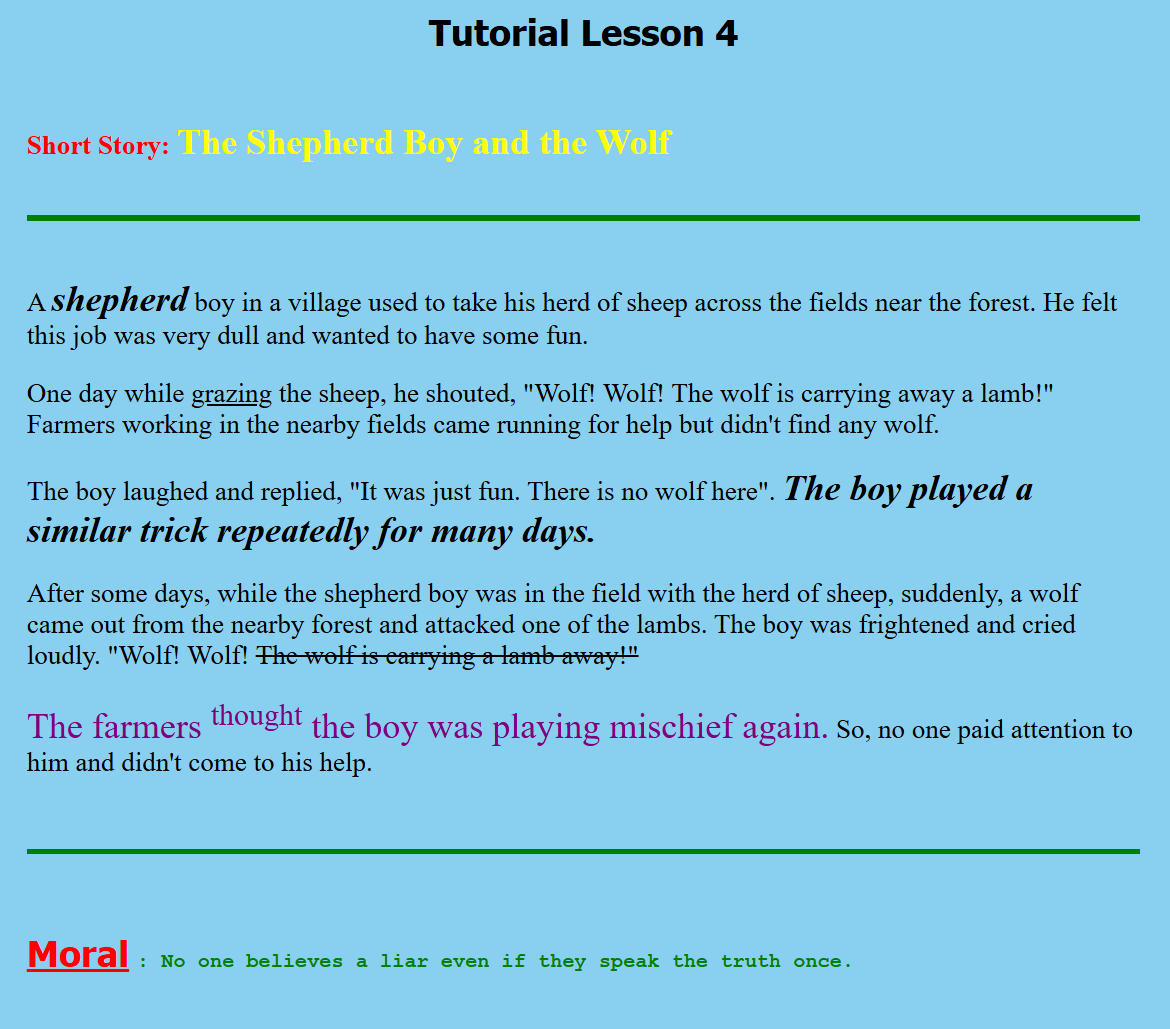 Tutorial Lesson 4
Short Story: The Shepherd Boy and the Wolf
A shepherd boy in a village used to take his herd of sheep across the fields near the forest. He felt
this job was very dull and wanted to have some fun.
One day while grazing the sheep, he shouted, "Wolf! Wolf! The wolf is carrying away a lamb!"
Farmers working in the nearby fields came running for help but didn't find any wolf.
The boy laughed and replied, "It was just fun. There is no wolf here". The boy played a
similar trick repeatedly for many days.
After some days, while the shepherd boy was in the field with the herd of sheep, suddenly, a wolf
came out from the nearby forest and attacked one of the lambs. The boy was frightened and cried
loudly. "Wolf! Wolf! The wolf is carrying a lamb away!"
The farmers thought the boy was playing mischief again. So, no one paid attention to
him and didn't come to his help.
Moral : No one believes a liar even if they speak the truth once.